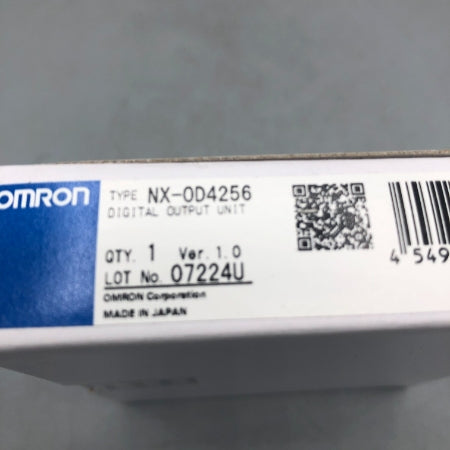 OMRON
TYPE NX-OD4256
DIGITAL OUTPUT UNIT
QTY. 1 Ver. 1.0
LOT No. 07224U
OMRON Corporation
MADE IN JAPAN
4 549